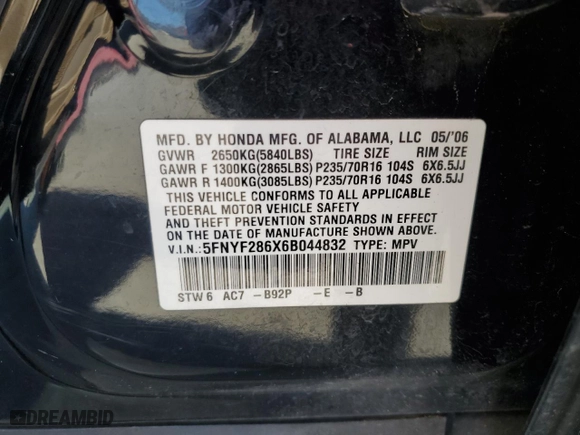 MFD. BY HONDA MFG. OF ALABAMA, LLC 05/'06
GVWR 2650KG(5840LBS) TIRE SIZE RIM SIZE
GAWR F 1300KG(2865LBS) P235/70R16 104S 6X6.5JJ
GAWR R 1400KG(3085LBS) P235/70R16 104S 6X6.5JJ
THIS VEHICLE CONFORMS TO ALL APPLICABLE
FEDERAL MOTOR VEHICLE SAFETY
AND THEFT PREVENTION STANDARDS IN EFFECT
ON THE DATE OF MANUFACTURE SHOWN ABOVE.
V.I.N.: 5FNYF286X6B044832 TYPE: MPV
STW 6 AC7 -B92P -E -B
DREAMBID